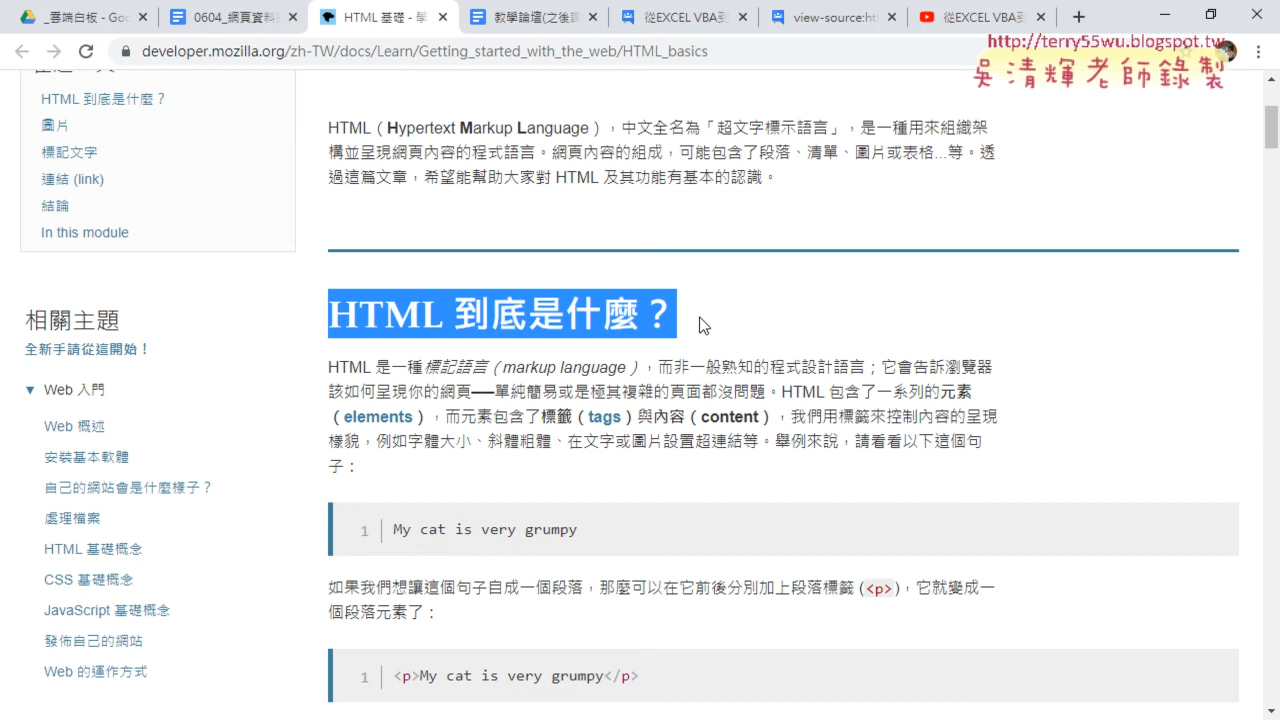 _雲端白板 - Goo
0604_網頁資料
HTML 基礎 - 學
教學論壇(之後課
從EXCEL VBA到
view-source:htt
從EXCEL VBA到
developer.mozilla.org/zh-TW/docs/Learn/Getting_started_with_the_web/HTML_basics
http://terry55wu.blogspot.tw
吳清輝老師錄製
HTML 到底是什麼？
圖片
標記文字
連結 (link)
結論
In this module
相關主題
全新手請從這開始！
Web 入門
Web 概述
安裝基本軟體
自己的網站會是什麼樣子？
處理檔案
HTML 基礎概念
CSS 基礎概念
JavaScript 基礎概念
發佈自己的網站
Web 的運作方式
HTML（Hypertext Markup Language），中文全名為「超文字標示語言」，是一種用來組織架
構並呈現網頁內容的程式語言。網頁內容的組成，可能包含了段落、清單、圖片或表格...等。透
過這篇文章，希望能幫助大家對 HTML 及其功能有基本的認識。
HTML 到底是什麼？
HTML 是一種標記語言（markup language），而非一般熟知的程式設計語言；它會告訴瀏覽器
該如何呈現你的網頁──單純簡易或是極其複雜的頁面都沒問題。HTML 包含了一系列的元素
（elements），而元素包含了標籤（tags）與內容（content），我們用標籤來控制內容的呈現
樣貌，例如字體大小、斜體粗體、在文字或圖片設置超連結等。舉例來說，請看看以下這個句
子：
1 My cat is very grumpy
如果我們想讓這個句子自成一個段落，那麼可以在它前後分別加上段落標籤 (<p>)，它就變成一
個段落元素了：
1 <p>My cat is very grumpy</p>